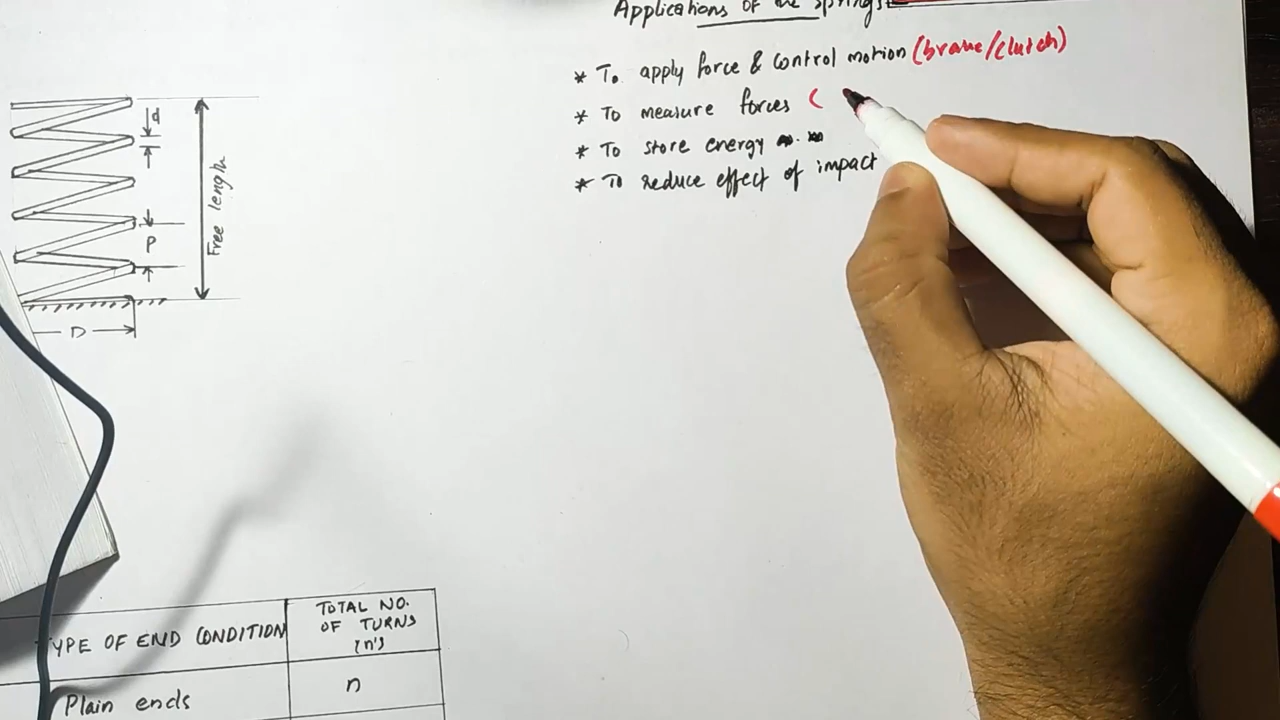 Applications of the springs
* To apply force & control motion (brake/clutch)
* To measure forces (
* To store energy
* To reduce effect of impact
d
P
Free length
D
TYPE OF END CONDITION
TOTAL NO.
OF TURNS
(n')
Plain ends
n